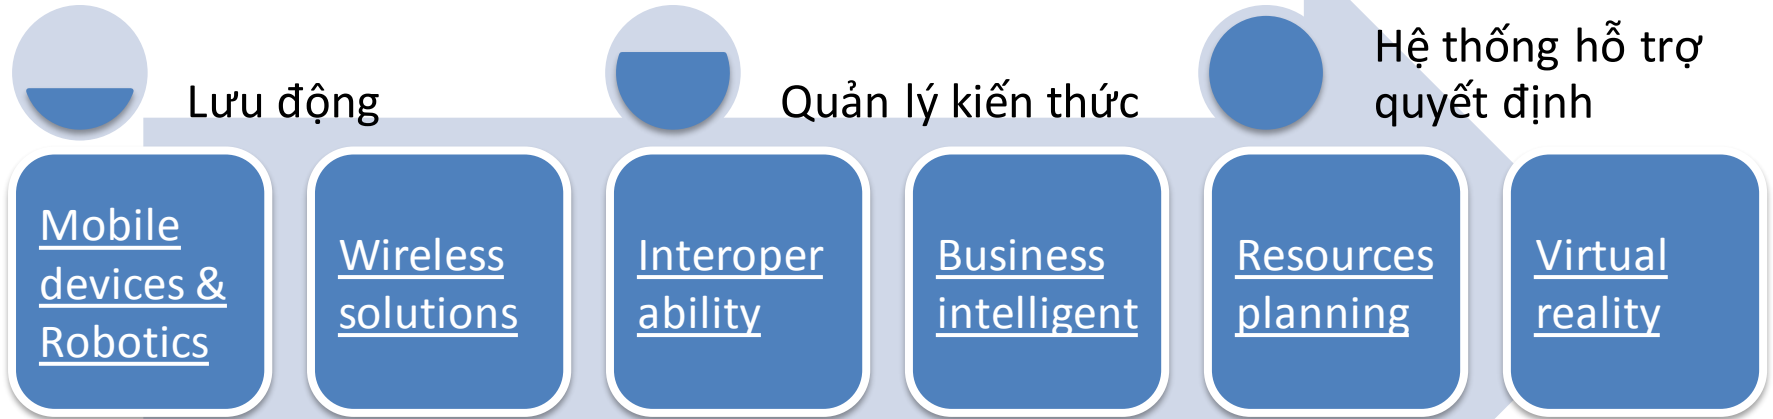 Lưu động
Quản lý kiến thức
Hệ thống hỗ trợ
quyết định
Mobile
devices &
Robotics
Wireless
solutions
Interoper
ability
Business
intelligent
Resources
planning
Virtual
reality